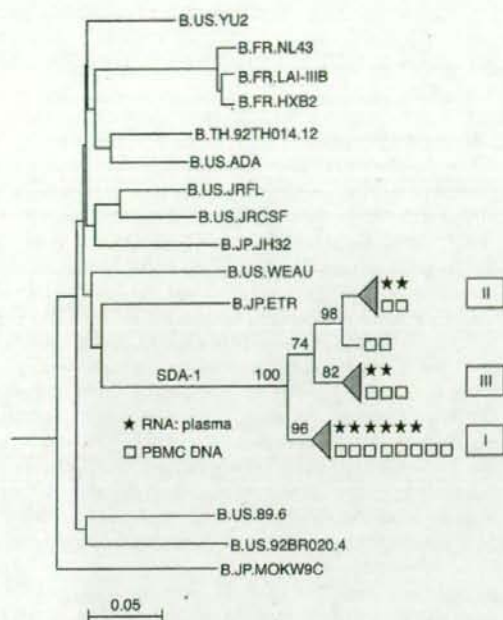 B.US.YU2
B.FR.NL43
B.FR.LAI-IIIB
B.FR.HXB2
B.TH.92TH014.12
B.US.ADA
B.US.JRFL
B.US.JRCSF
B.JP.JH32
B.US.WEAU
B.JP.ETR
98
II
74
SDA-1
100
82
III
★ RNA: plasma
96
I
□ PBMC DNA
B.US.89.6
B.US.92BR020.4
B.JP.MOKW9C
0.05